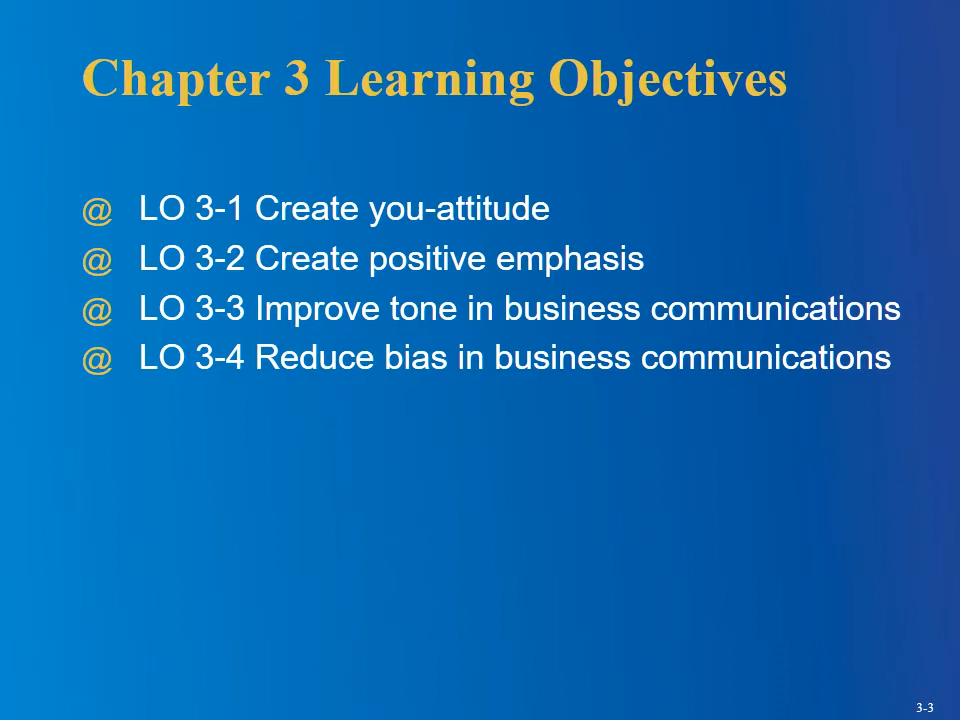 Chapter 3 Learning Objectives
@ LO 3-1 Create you-attitude
@ LO 3-2 Create positive emphasis
@ LO 3-3 Improve tone in business communications
@ LO 3-4 Reduce bias in business communications
3-3